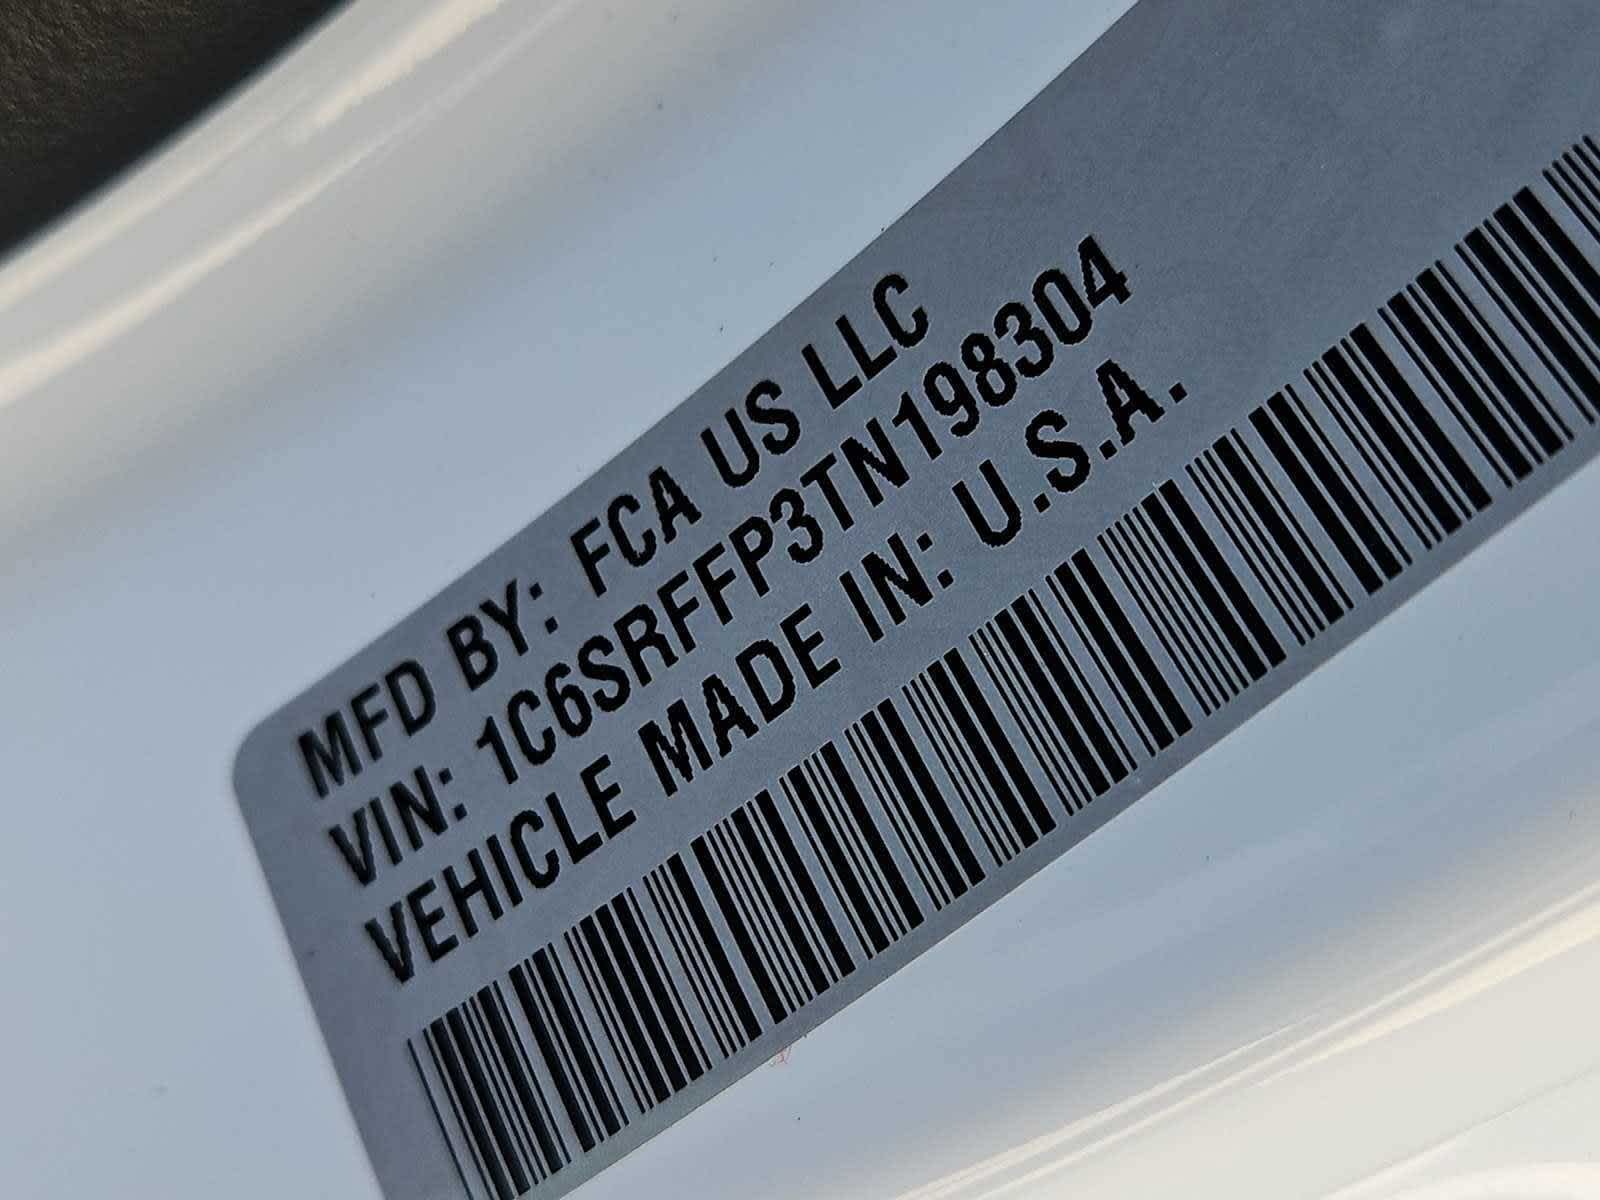 MFD BY: FCA US LLC
VIN: 1C6SRFFP3TN198304
VEHICLE MADE IN: U.S.A.